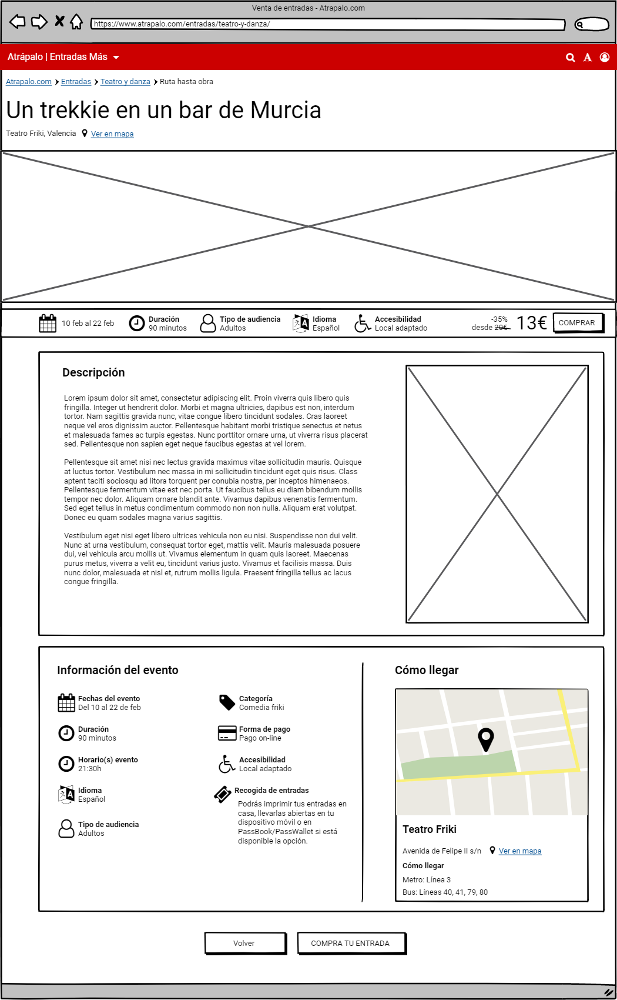 Venta de entradas - Atrapalo.com
https://www.atrapalo.com/entradas/teatro-y-danza/
Atrápalo | Entradas Más
A
Atrapalo.com Entradas Teatro y danza Ruta hasta obra
Un trekkie en un bar de Murcia
Teatro Friki, Valencia Ver en mapa
10 feb al 22 feb
Duración
90 minutos
Tipo de audiencia
Adultos
Idioma
Español
Accesibilidad
Local adaptado
-35%
desde 20€
13€
COMPRAR
Descripción
Lorem ipsum dolor sit amet, consectetur adipiscing elit. Proin viverra quis libero quis
fringilla. Integer ut hendrerit dolor. Morbi et magna ultricies, dapibus est non, interdum
tortor. Nam sagittis gravida nunc, vitae congue libero tincidunt sodales. Cras laoreet
neque vel eros dignissim auctor. Pellentesque habitant morbi tristique senectus et netus
et malesuada fames ac turpis egestas. Nunc porttitor ornare urna, ut viverra risus placerat
sed. Pellentesque non sapien eget neque faucibus egestas at vel lorem.
Pellentesque sit amet nisi nec lectus gravida maximus vitae sollicitudin mauris. Quisque
at luctus tortor. Vestibulum nec massa in mi sollicitudin tincidunt eget quis risus. Class
aptent taciti sociosqu ad litora torquent per conubia nostra, per inceptos himenaeos.
Pellentesque fermentum vitae est nec porta. Ut faucibus tellus eu diam bibendum mollis
tempor nec dolor. Aliquam ornare blandit ante. Vivamus dapibus venenatis fermentum.
Sed eget tellus in metus condimentum commodo non non nulla. Aliquam erat volutpat.
Donec eu quam sodales magna varius sagittis.
Vestibulum eget nisi eget libero ultrices vehicula non eu nisi. Suspendisse non dui velit.
Nunc at urna vestibulum, consequat tortor eget, mattis velit. Mauris malesuada posuere
dui, vel vehicula arcu mollis ut. Vivamus elementum in quam quis laoreet. Maecenas
purus metus, viverra a velit eu, tincidunt varius justo. Vivamus et facilisis massa. Duis
nunc dolor, malesuada et nisl et, rutrum mollis ligula. Praesent fringilla tellus ac lacus
congue fringilla.
Información del evento
Fechas del evento
Del 10 al 22 de feb
Duración
90 minutos
Horario(s) evento
21:30h
Idioma
Español
Tipo de audiencia
Adultos
Categoría
Comedia friki
Forma de pago
Pago on-line
Accesibilidad
Local adaptado
Recogida de entradas
Podrás imprimir tus entradas en
casa, llevarlas abiertas en tu
dispositivo móvil o en
PassBook/PassWallet si está
disponible la opción.
Cómo llegar
Teatro Friki
Avenida de Felipe II s/n Ver en mapa
Cómo llegar
Metro: Línea 3
Bus: Líneas 40, 41, 79, 80
Volver
COMPRA TU ENTRADA